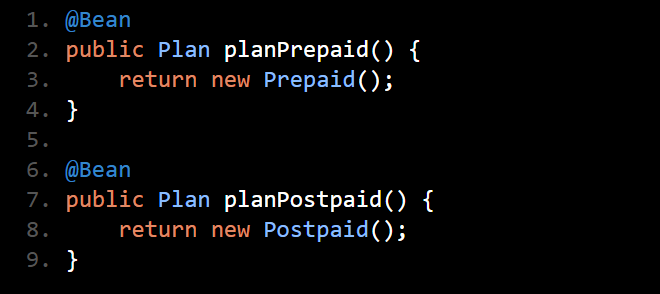 1. @Bean
2. public Plan planPrepaid() {
3.     return new Prepaid();
4. }
5.
6. @Bean
7. public Plan planPostpaid() {
8.     return new Postpaid();
9. }